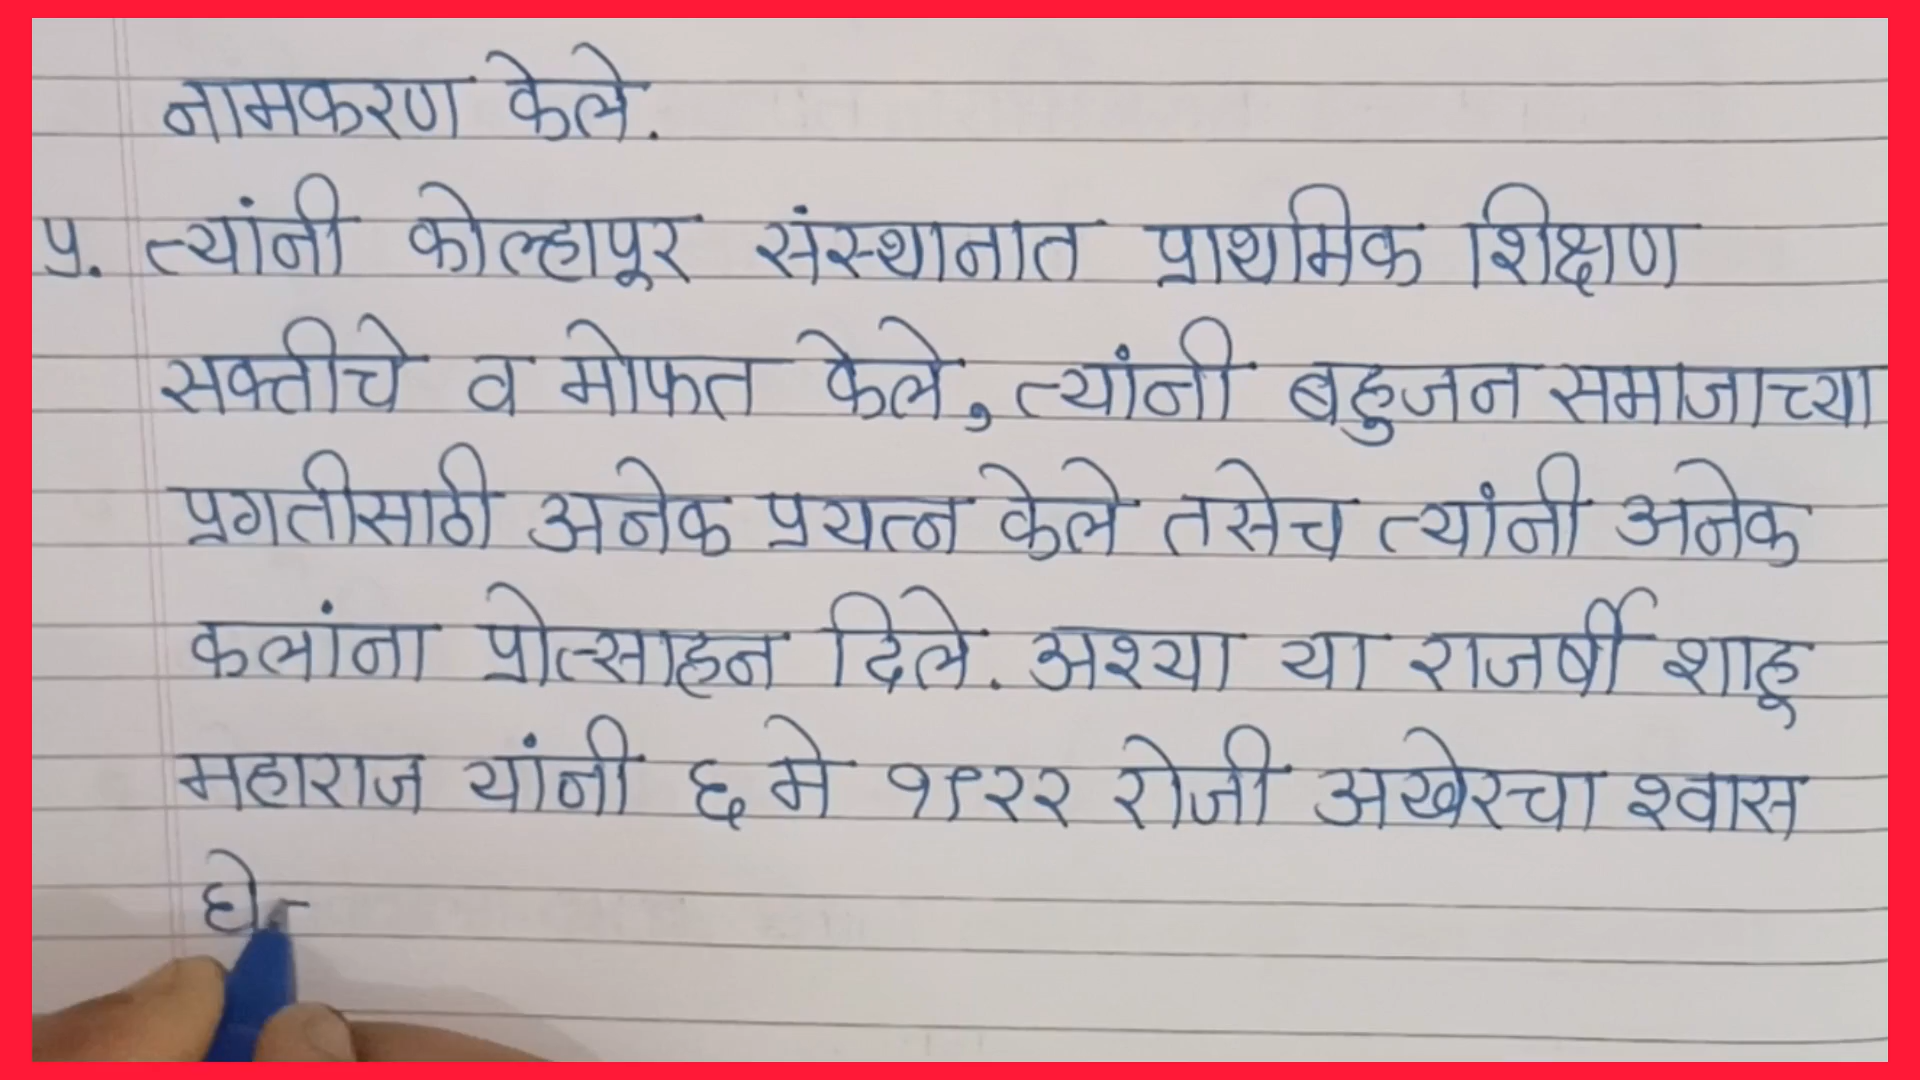 नामकरण केले.
५. त्यांनी कोल्हापूर संस्थानात प्राथमिक शिक्षण
सक्तीचे व मोफत केले, त्यांनी बहुजन समाजाच्या
प्रगतीसाठी अनेक प्रयत्न केले तसेच त्यांनी अनेक
कलांना प्रोत्साहन दिले. अश्या या राजर्षी शाहू
महाराज यांनी ६ मे १९२२ रोजी अखेरचा श्वास
घे